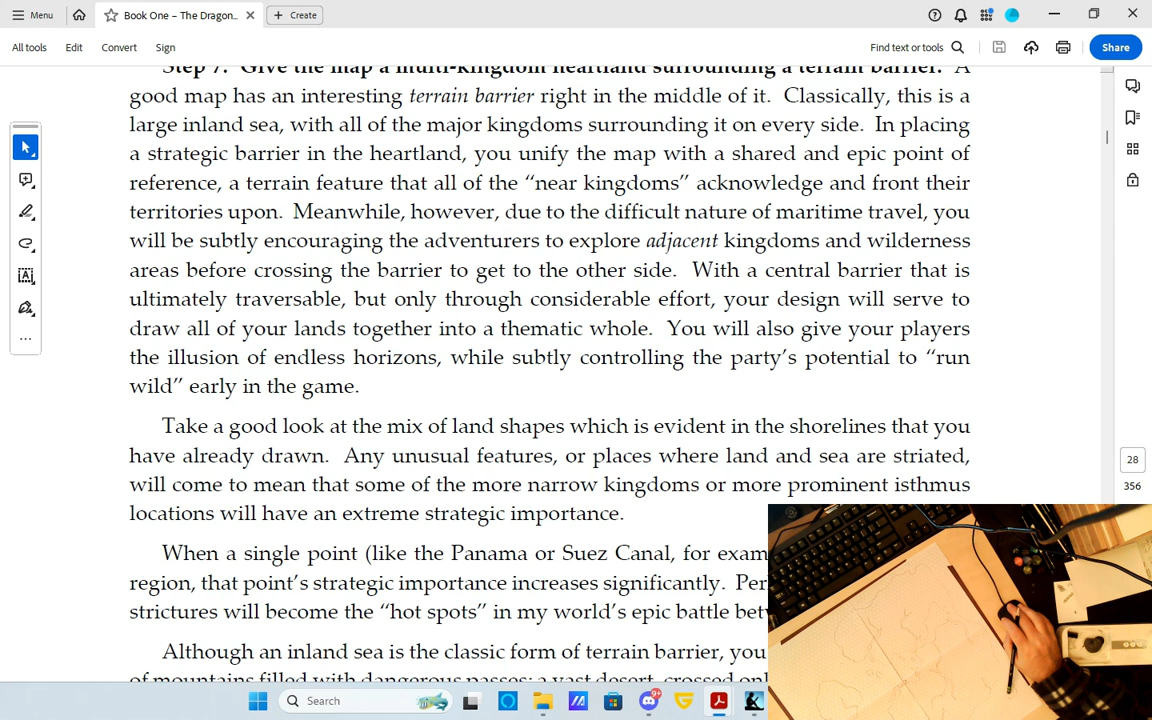 Menu
Book One – The Dragon...
Create
All tools
Edit
Convert
Sign
Find text or tools
Share
Step 7: Give the map a multi-kingdom heartland surrounding a terrain barrier. A
good map has an interesting terrain barrier right in the middle of it. Classically, this is a
large inland sea, with all of the major kingdoms surrounding it on every side. In placing
a strategic barrier in the heartland, you unify the map with a shared and epic point of
reference, a terrain feature that all of the “near kingdoms” acknowledge and front their
territories upon. Meanwhile, however, due to the difficult nature of maritime travel, you
will be subtly encouraging the adventurers to explore adjacent kingdoms and wilderness
areas before crossing the barrier to get to the other side. With a central barrier that is
ultimately traversable, but only through considerable effort, your design will serve to
draw all of your lands together into a thematic whole. You will also give your players
the illusion of endless horizons, while subtly controlling the party’s potential to “run
wild” early in the game.
Take a good look at the mix of land shapes which is evident in the shorelines that you
have already drawn. Any unusual features, or places where land and sea are striated,
will come to mean that some of the more narrow kingdoms or more prominent isthmus
locations will have an extreme strategic importance.
When a single point (like the Panama or Suez Canal, for exam
region, that point’s strategic importance increases significantly. Per
strictures will become the “hot spots” in my world’s epic battle bet
Although an inland sea is the classic form of terrain barrier, you
of mountains filled with dangerous passes; a vast desert, crossed onl
28
356
Search
9+